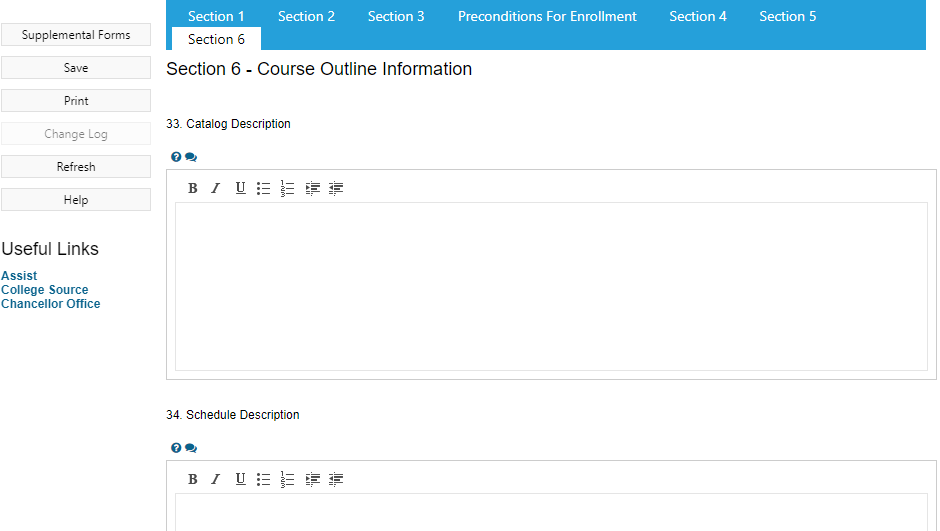 Section 1 Section 2 Section 3 Preconditions For Enrollment Section 4 Section 5
Section 6
Supplemental Forms
Save
Print
Change Log
Refresh
Help
Useful Links
Assist
College Source
Chancellor Office
Section 6 - Course Outline Information
33. Catalog Description
B I U
34. Schedule Description
B I U